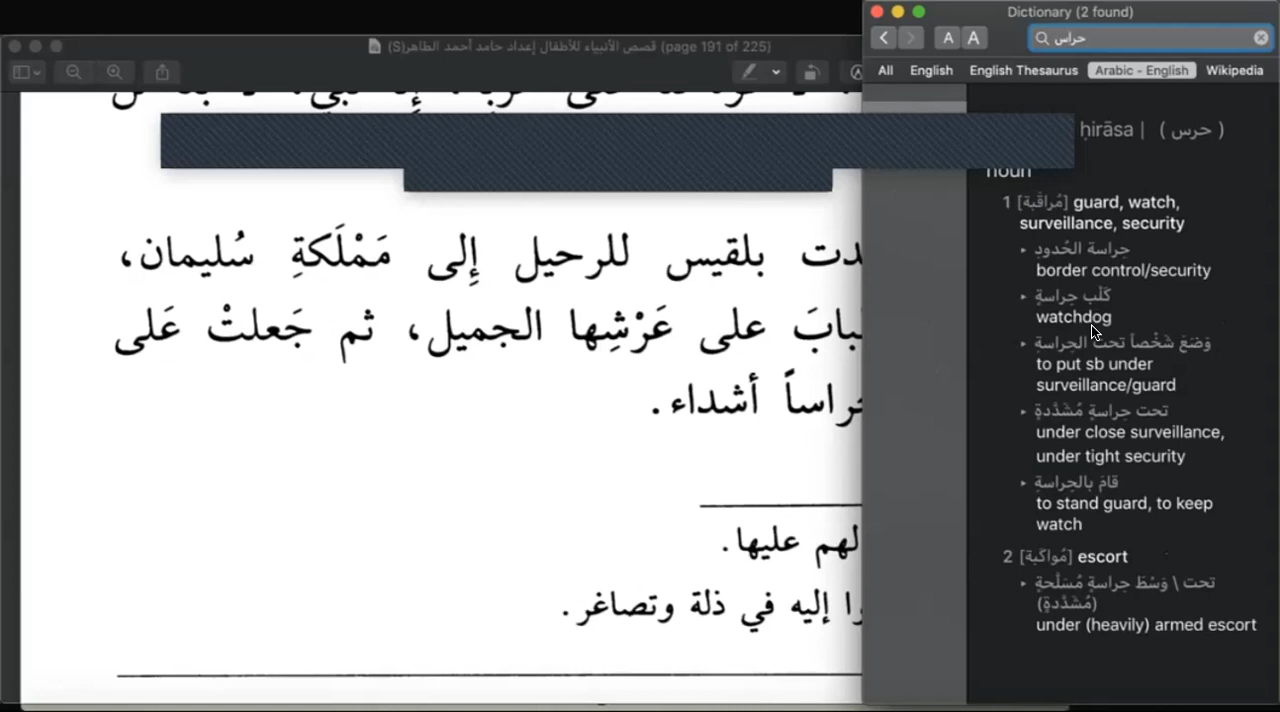 قصص الأنبياء للأطفال إعداد حامد أحمد الطاهر(S) (page 191 of 225)
بلقيس للرحيل إِلى مَمْلَكةِ سُليمان،
على عَرْشِها الجميل، ثم جَعلتْ عَلى
أشداء.
لهم عليها.
إليه في ذلة وتصاغر.
Dictionary (2 found)
A A
حراس
All English English Thesaurus Arabic - English Wikipedia
ḥirāsa | ( حرس )
noun
1 [مُراقَبة] guard, watch,
surveillance, security
‣ حِراسة الحُدودِ
border control/security
‣ كَلْب حِراسةٍ
watchdog
‣ وَضَعَ شَخْصاً تحتَ الحِراسةِ
to put sb under
surveillance/guard
‣ تحت حِراسةٍ مُشَدَّدةٍ
under close surveillance,
under tight security
‣ قامَ بِالحِراسةِ
to stand guard, to keep
watch
2 [مُواكَبة] escort
‣ تحت \ وَسْطَ حِراسةٍ مُسَلَّحةٍ
(مُشَدَّدةٍ)
under (heavily) armed escort